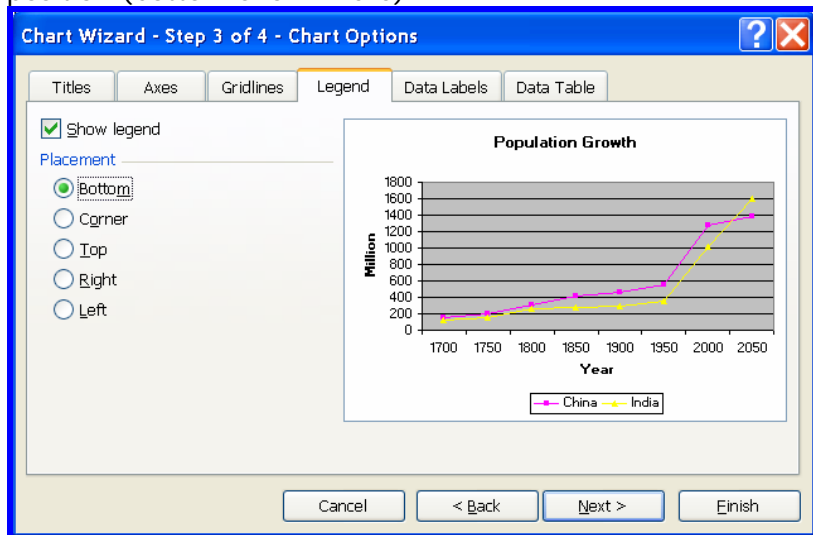 Chart Wizard - Step 3 of 4 - Chart Options
Titles Axes Gridlines Legend Data Labels Data Table
Show legend
Placement
Bottom
Corner
Top
Right
Left
Population Growth
Million
1800
1600
1400
1200
1000
800
600
400
200
0
1700 1750 1800 1850 1900 1950 2000 2050
Year
China India
Cancel < Back Next > Finish